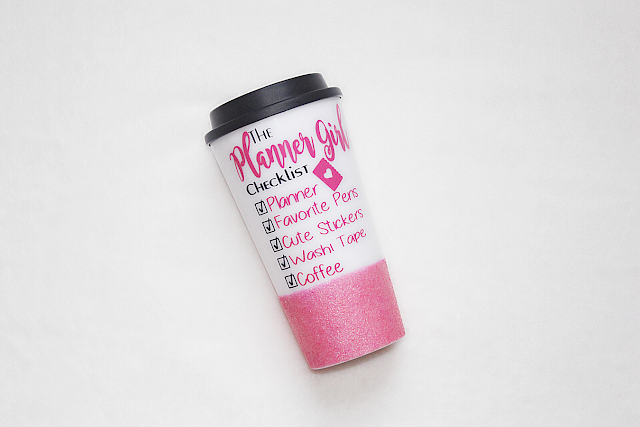 The
Planner Girl
Checklist
Planner
Favorite Pens
Cute Stickers
Washi Tape
Coffee